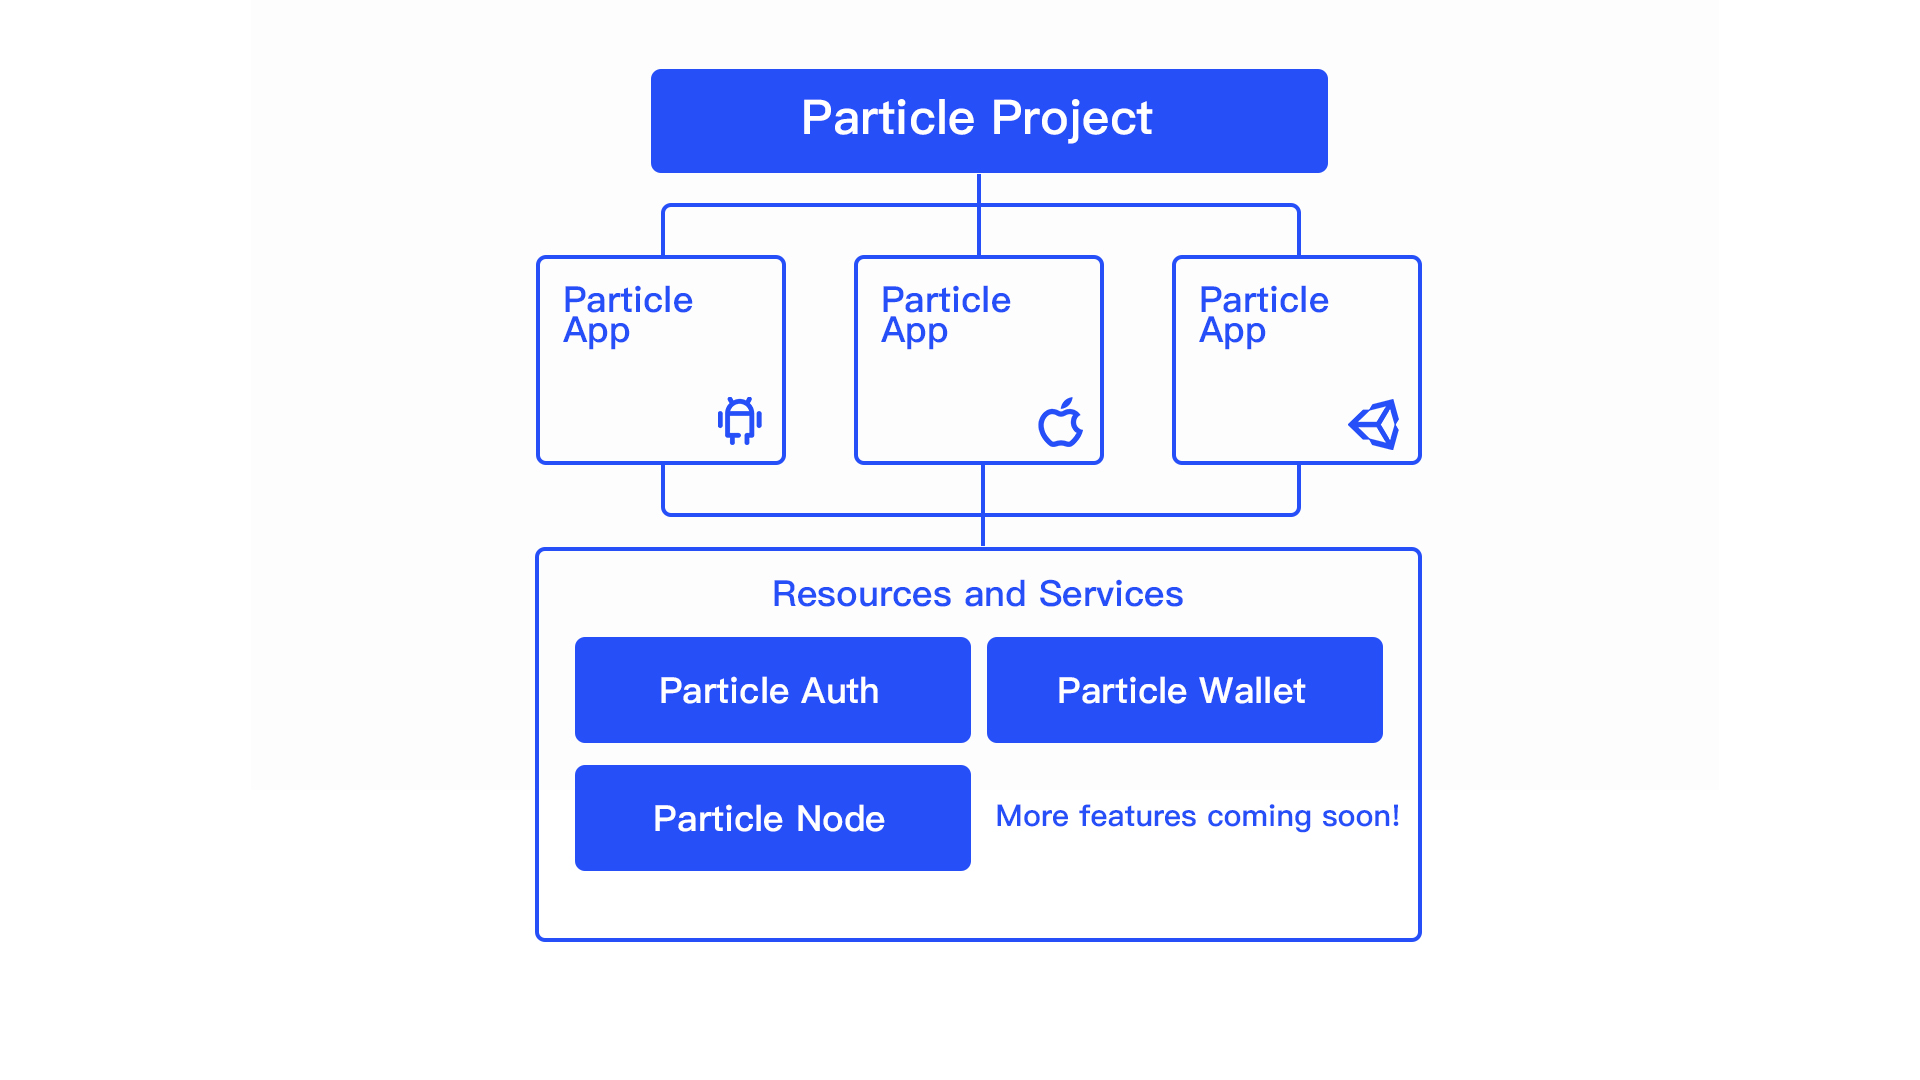 Particle Project
Particle
App
Particle
App
Particle
App
Resources and Services
Particle Auth
Particle Wallet
Particle Node
More features coming soon!